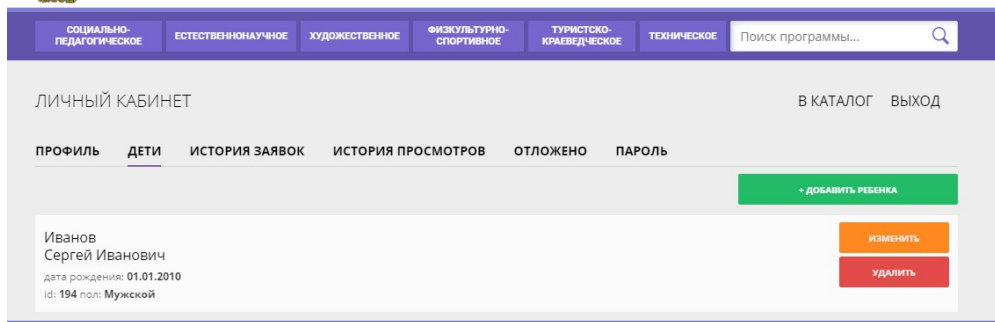 СОЦИАЛЬНО-
ПЕДАГОГИЧЕСКОЕ
ЕСТЕСТВЕННОНАУЧНОЕ
ХУДОЖЕСТВЕННОЕ
ФИЗКУЛЬТУРНО-
СПОРТИВНОЕ
ТУРИСТСКО-
КРАЕВЕДЧЕСКОЕ
ТЕХНИЧЕСКОЕ
Поиск программы...
ЛИЧНЫЙ КАБИНЕТ
В КАТАЛОГ ВЫХОД
ПРОФИЛЬ ДЕТИ ИСТОРИЯ ЗАЯВОК ИСТОРИЯ ПРОСМОТРОВ ОТЛОЖЕНО ПАРОЛЬ
+ ДОБАВИТЬ РЕБЕНКА
Иванов
Сергей Иванович
дата рождения: 01.01.2010
id: 194 пол: Мужской
ИЗМЕНИТЬ
УДАЛИТЬ